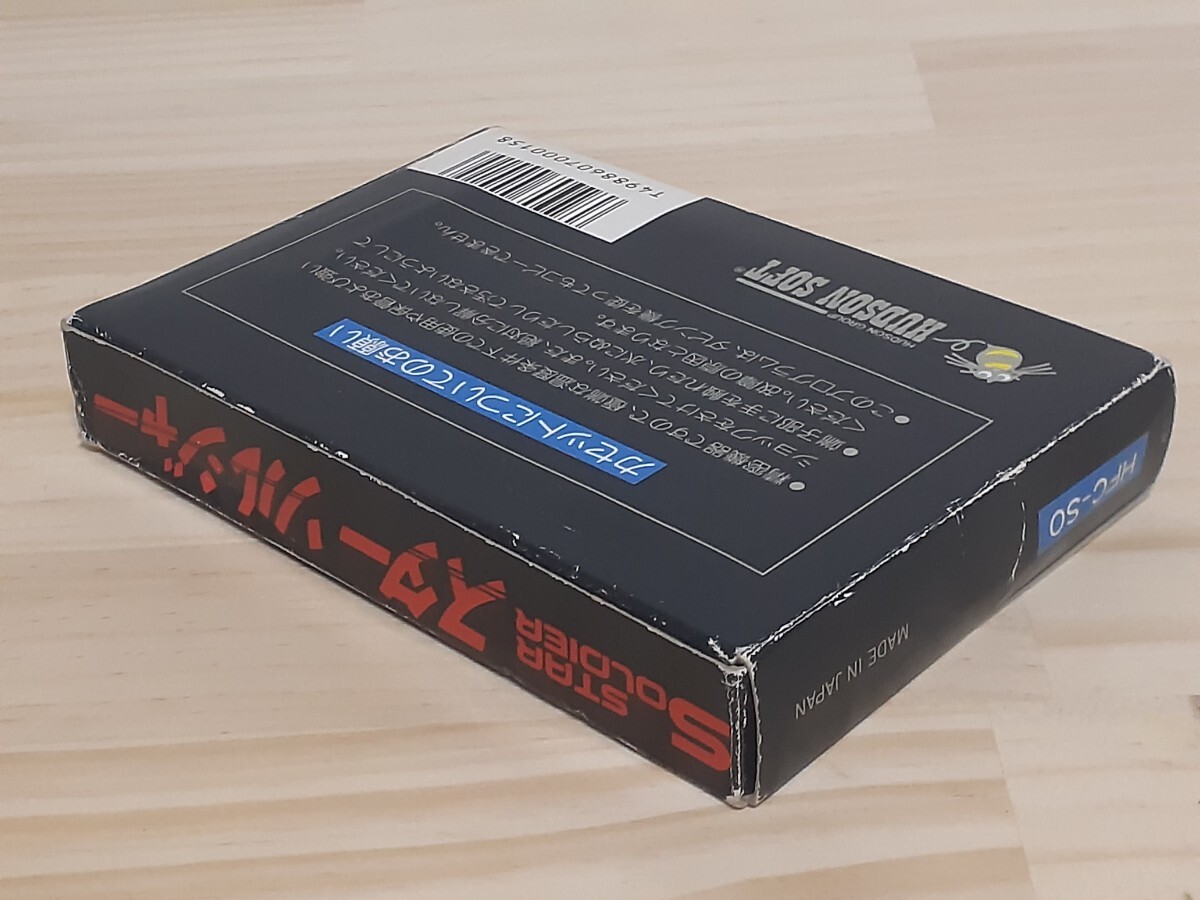 カセットについてのお願い
●精密機器ですので、極端な温度条件下での使用や保管および強い
ショックをさけてください。また、絶対に分解しないでください。
●端子部に手を触れたり、水にぬらしたりして汚さないようにして
ください。故障の原因となります。
●このプログラムは、ダビング機を使ってもコピーできません。
HUDSON GROUP
HUDSON SOFT®
T4988607000158
STAR
SOLDIER
スターソルジャー
HFC-SO
MADE IN JAPAN